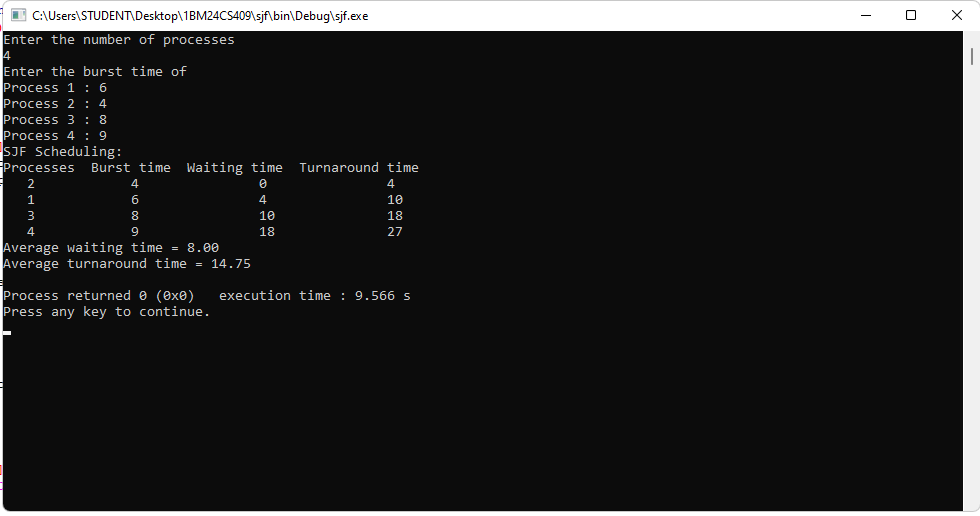 C:\Users\STUDENT\Desktop\1BM24CS409\sjf\bin\Debug\sjf.exe
Enter the number of processes
4
Enter the burst time of
Process 1 : 6
Process 2 : 4
Process 3 : 8
Process 4 : 9
SJF Scheduling:
Processes  Burst time  Waiting time  Turnaround time
   2            4               0               4
   1            6               4               10
   3            8               10              18
   4            9               18              27
Average waiting time = 8.00
Average turnaround time = 14.75
Process returned 0 (0x0)   execution time : 9.566 s
Press any key to continue.